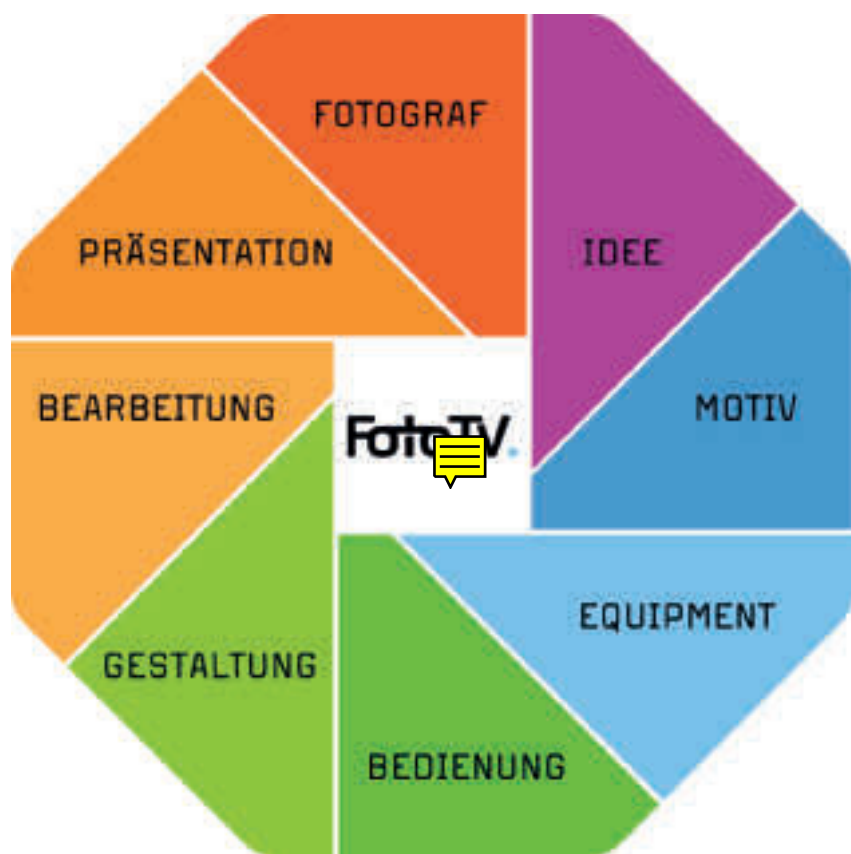 FOTOGRAF
IDEE
PRÄSENTATION
MOTIV
BEARBEITUNG
FotoTV.
EQUIPMENT
GESTALTUNG
BEDIENUNG